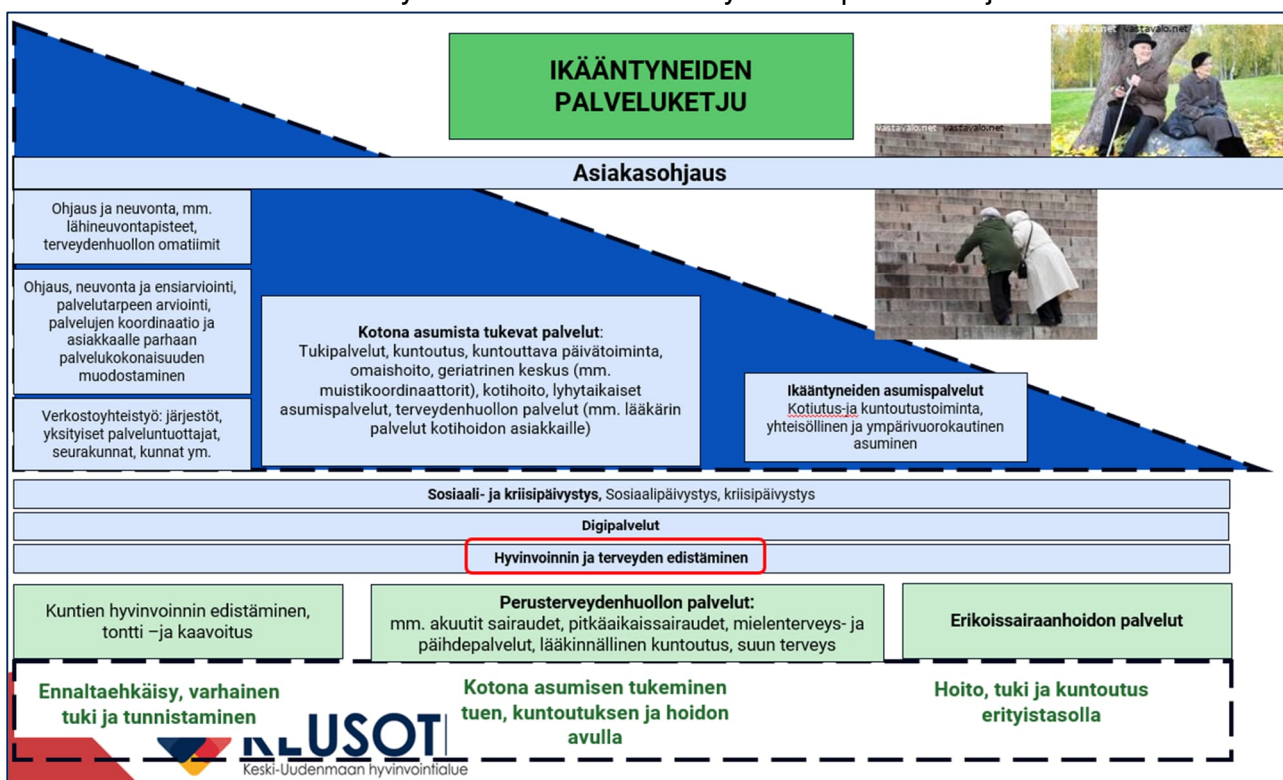 IKÄÄNTYNEIDEN
PALVELUKETJU
vastavalo.net vastavalo.net
vastavalo.net vastavalo.net
Asiakasohjaus
Ohjaus ja neuvonta, mm.
lähineuvontapisteet,
terveydenhuollon omatiimit
Ohjaus, neuvonta ja ensiarviointi,
palvelutarpeen arviointi,
palvelujen koordinaatio ja
asiakkaalle parhaan
palvelukokonaisuuden
muodostaminen
Verkostoyhteistyö: järjestöt,
yksityiset palveluntuottajat,
seurakunnat, kunnat ym.
Kotona asumista tukevat palvelut:
Tukipalvelut, kuntoutus, kuntouttava päivätoiminta,
omaishoito, geriatrinen keskus (mm.
muistikoordinaattorit), kotihoito, lyhytaikaiset
asumispalvelut, terveydenhuollon palvelut (mm. lääkärin
palvelut kotihoidon asiakkaille)
Ikääntyneiden asumispalvelut
Kotiutus-ja kuntoutustoiminta,
yhteisöllinen ja ympärivuorokautinen
asuminen
Sosiaali- ja kriisipäivystys, Sosiaalipäivystys, kriisipäivystys
Digipalvelut
Hyvinvoinnin ja terveyden edistäminen
Kuntien hyvinvoinnin edistäminen,
tontti –ja kaavoitus
Perusterveydenhuollon palvelut:
mm. akuutit sairaudet, pitkäaikaissairaudet, mielenterveys- ja
päihdepalvelut, lääkinnällinen kuntoutus, suun terveys
Erikoissairaanhoidon palvelut
Ennaltaehkäisy, varhainen
tuki ja tunnistaminen
Kotona asumisen tukeminen
tuen, kuntoutuksen ja hoidon
avulla
Hoito, tuki ja kuntoutus
erityistasolla
KEUSOTE
Keski-Uudenmaan hyvinvointialue